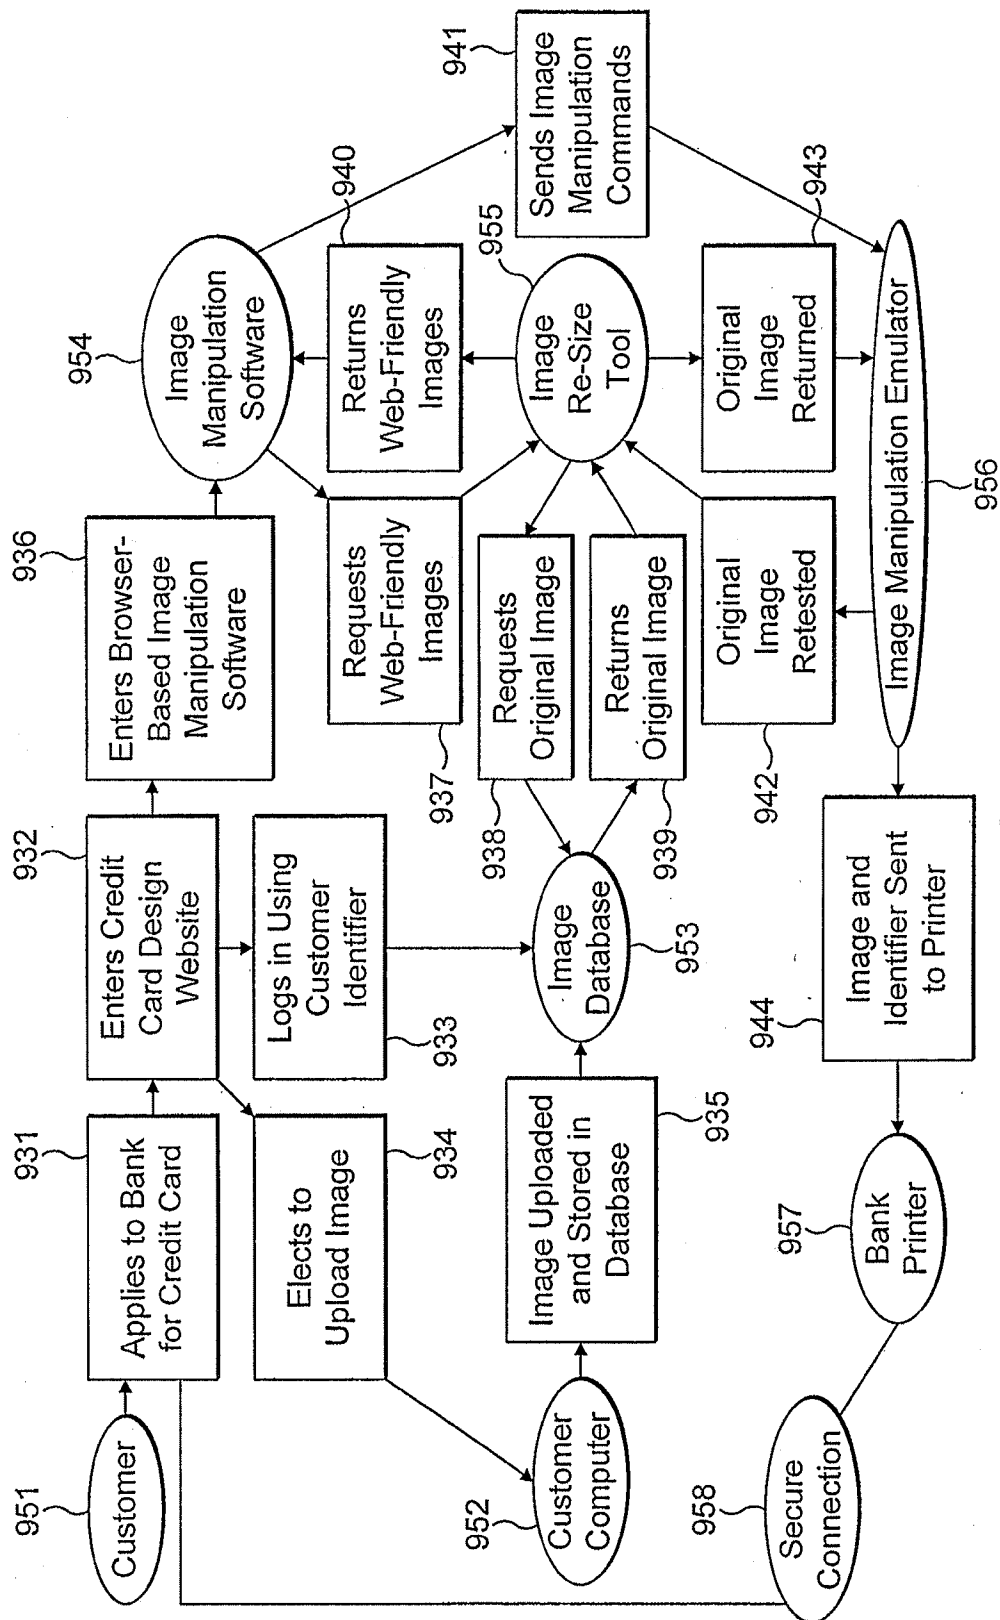 951
Customer
931
Applies to Bank
for Credit Card
932
Enters Credit
Card Design
Website
936
Enters Browser-
Based Image
Manipulation
Software
954
Image
Manipulation
Software
934
Elects to
Upload Image
933
Logs in Using
Customer
Identifier
937
Requests
Web-Friendly
Images
940
Returns
Web-Friendly
Images
941
Sends Image
Manipulation
Commands
952
Customer
Computer
935
Image Uploaded
and Stored in
Database
953
Image
Database
938
Requests
Original Image
939
Returns
Original Image
955
Image
Re-Size
Tool
942
Original
Image
Retested
943
Original
Image
Returned
958
Secure
Connection
957
Bank
Printer
944
Image and
Identifier Sent
to Printer
956
Image Manipulation Emulator